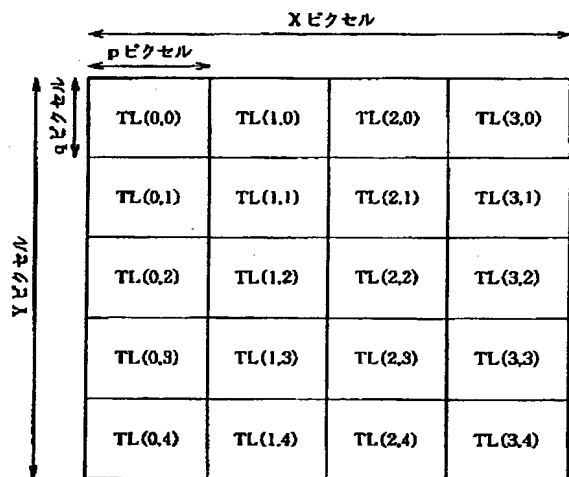 Xピクセル
pピクセル
qピクセル
Yピクセル
TL(0,0) TL(1,0) TL(2,0) TL(3,0)
TL(0,1) TL(1,1) TL(2,1) TL(3,1)
TL(0,2) TL(1,2) TL(2,2) TL(3,2)
TL(0,3) TL(1,3) TL(2,3) TL(3,3)
TL(0,4) TL(1,4) TL(2,4) TL(3,4)